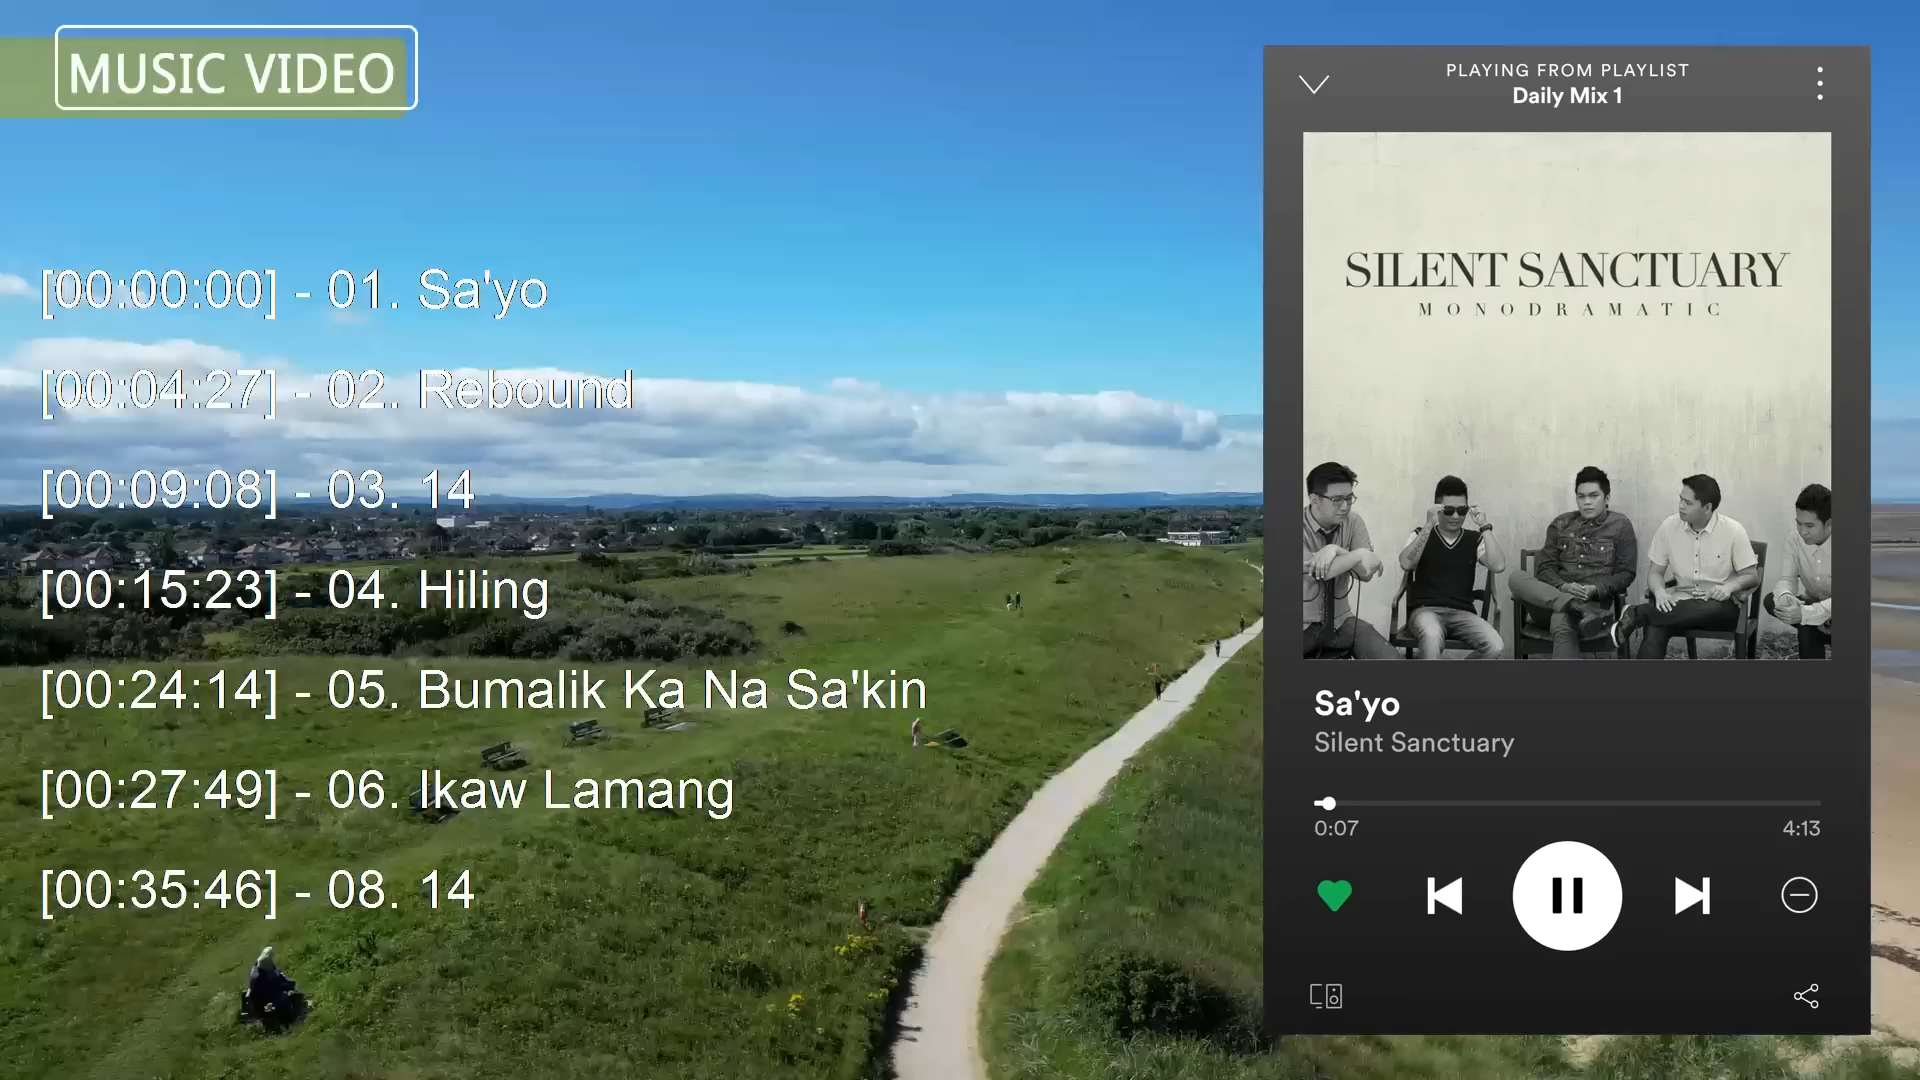 MUSIC VIDEO
[00:00:00] - 01. Sa'yo
[00:04:27] - 02. Rebound
[00:09:08] - 03. 14
[00:15:23] - 04. Hiling
[00:24:14] - 05. Bumalik Ka Na Sa'kin
[00:27:49] - 06. Ikaw Lamang
[00:35:46] - 08. 14
PLAYING FROM PLAYLIST
Daily Mix 1
SILENT SANCTUARY
MONODRAMATIC
Sa'yo
Silent Sanctuary
0:07
4:13